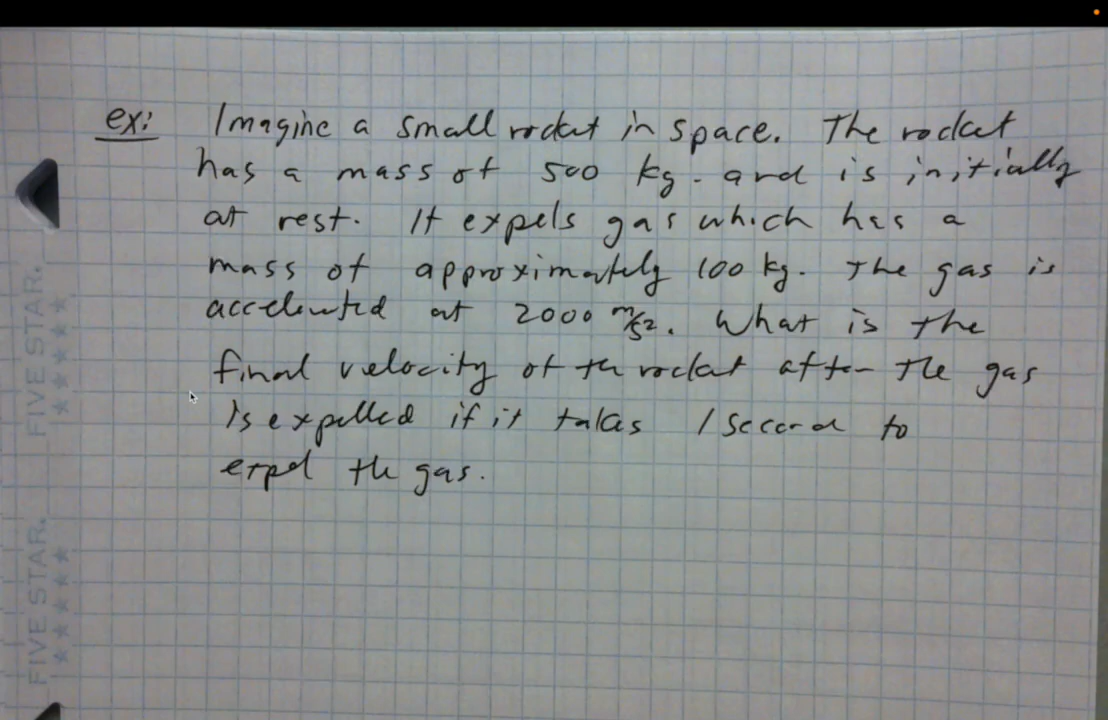 ex: Imagine a small rocket in space. The rocket
has a mass of 500 kg. and is initially
at rest. It expels gas which has a
mass of approximately 100 kg. The gas is
accelerated at 2000 m/s2. What is the
final velocity of the rocket after the gas
is expelled if it takes 1 second to
expel the gas.
FIVE STAR.
FIVE STAR.